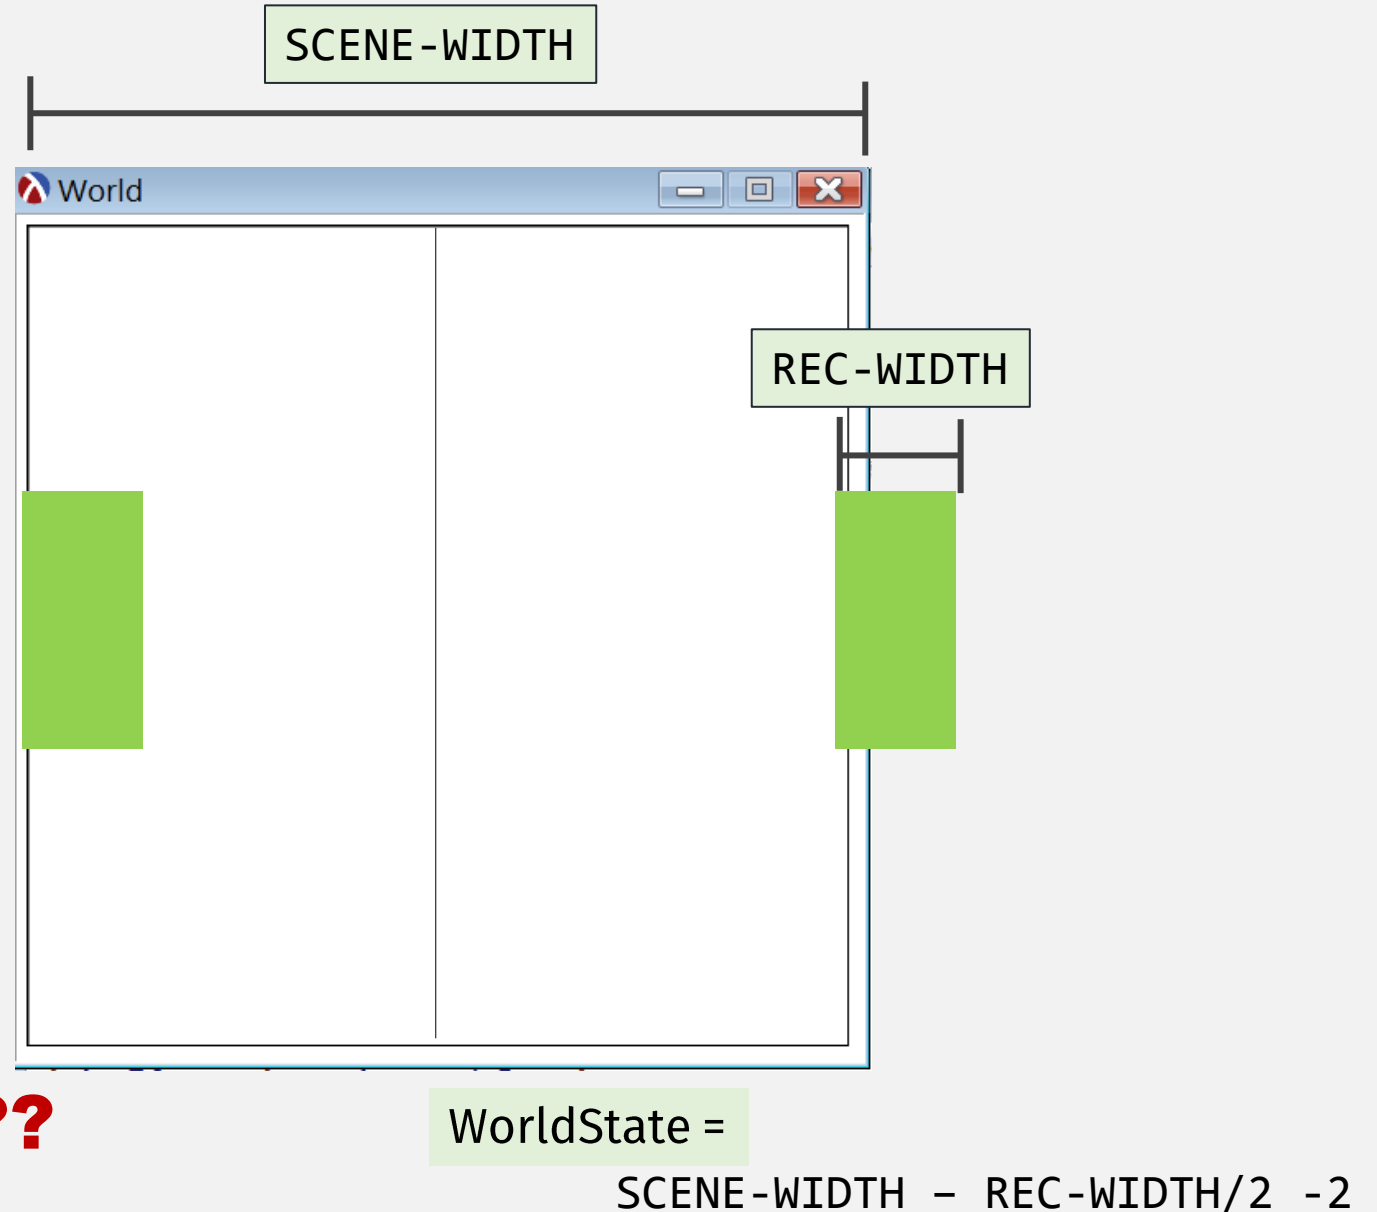 SCENE-WIDTH
World
REC-WIDTH
??
WorldState =
SCENE-WIDTH – REC-WIDTH/2 -2